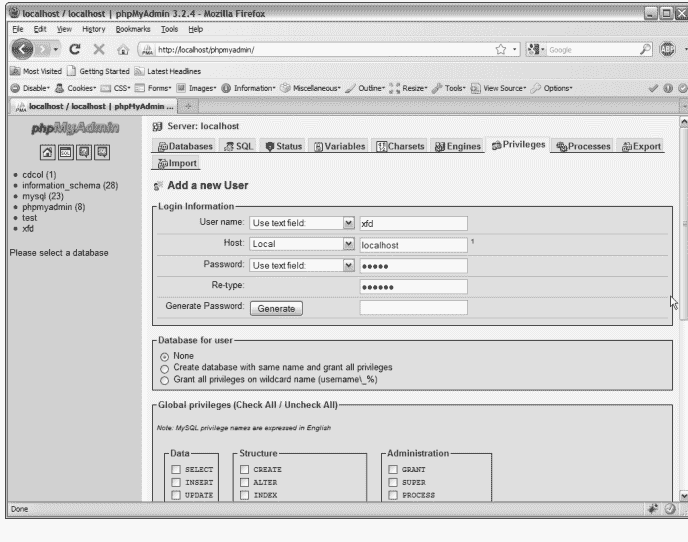 localhost / localhost | phpMyAdmin 3.2.4 - Mozilla Firefox
File Edit View History Bookmarks Tools Help
http://localhost/phpmyadmin/
Google
ABP
Most Visited Getting Started Latest Headlines
Disable Cookies CSS Forms Images Information Miscellaneous Outline Resize Tools View Source Options
localhost / localhost | phpMyAdmin ...
phpMyAdmin
cdcol (1)
information_schema (28)
mysql (23)
phpmyadmin (8)
test
xfd
Please select a database
Server: localhost
Databases SQL Status Variables Charsets Engines Privileges Processes Export
Import
Add a new User
Login Information
User name: Use text field: xfd
Host: Local localhost 1
Password: Use text field: •••••
Re-type: ••••••
Generate Password: Generate
Database for user
None
Create database with same name and grant all privileges
Grant all privileges on wildcard name (username\_%)
Global privileges (Check All / Uncheck All)
Note: MySQL privilege names are expressed in English
Data Structure Administration
SELECT CREATE GRANT
INSERT ALTER SUPER
UPDATE INDEX PROCESS
Done